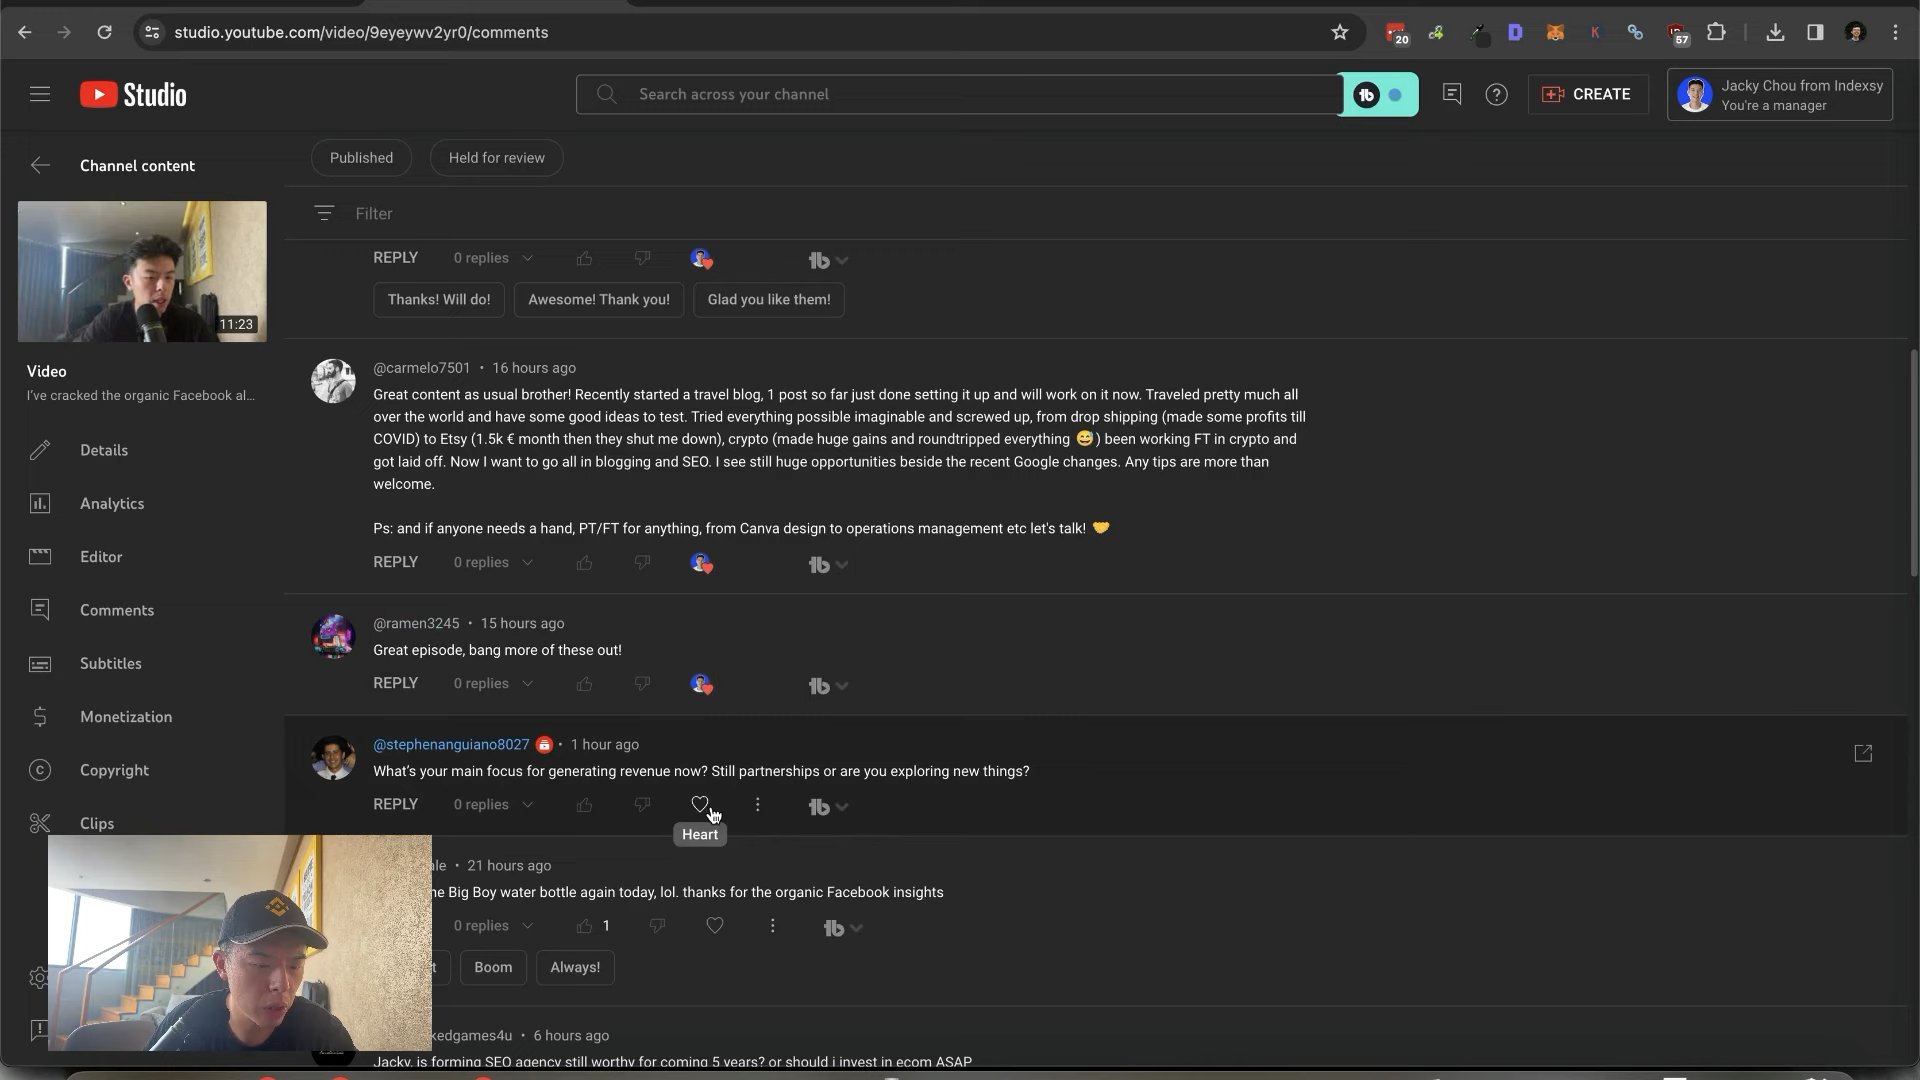 studio.youtube.com/video/9eyeywv2yr0/comments
20
57
Studio
Search across your channel
CREATE
Jacky Chou from Indexsy
You're a manager
Channel content
Published
Held for review
Filter
11:23
Video
I've cracked the organic Facebook al...
Details
Analytics
Editor
Comments
Subtitles
Monetization
Copyright
Clips
REPLY 0 replies
Thanks! Will do!
Awesome! Thank you!
Glad you like them!
@carmelo7501 • 16 hours ago
Great content as usual brother! Recently started a travel blog, 1 post so far just done setting it up and will work on it now. Traveled pretty much all
over the world and have some good ideas to test. Tried everything possible imaginable and screwed up, from drop shipping (made some profits till
COVID) to Etsy (1.5k € month then they shut me down), crypto (made huge gains and roundtripped everything 😅) been working FT in crypto and
got laid off. Now I want to go all in blogging and SEO. I see still huge opportunities beside the recent Google changes. Any tips are more than
welcome.
Ps: and if anyone needs a hand, PT/FT for anything, from Canva design to operations management etc let's talk! 🤝
REPLY 0 replies
@ramen3245 • 15 hours ago
Great episode, bang more of these out!
REPLY 0 replies
@stephenanguiano8027 • 1 hour ago
What's your main focus for generating revenue now? Still partnerships or are you exploring new things?
REPLY 0 replies
Heart
ale • 21 hours ago
ne Big Boy water bottle again today, lol. thanks for the organic Facebook insights
0 replies 1
t
Boom
Always!
kedgames4u • 6 hours ago
Jacky, is forming SEO agency still worthy for coming 5 years? or should i invest in ecom ASAP